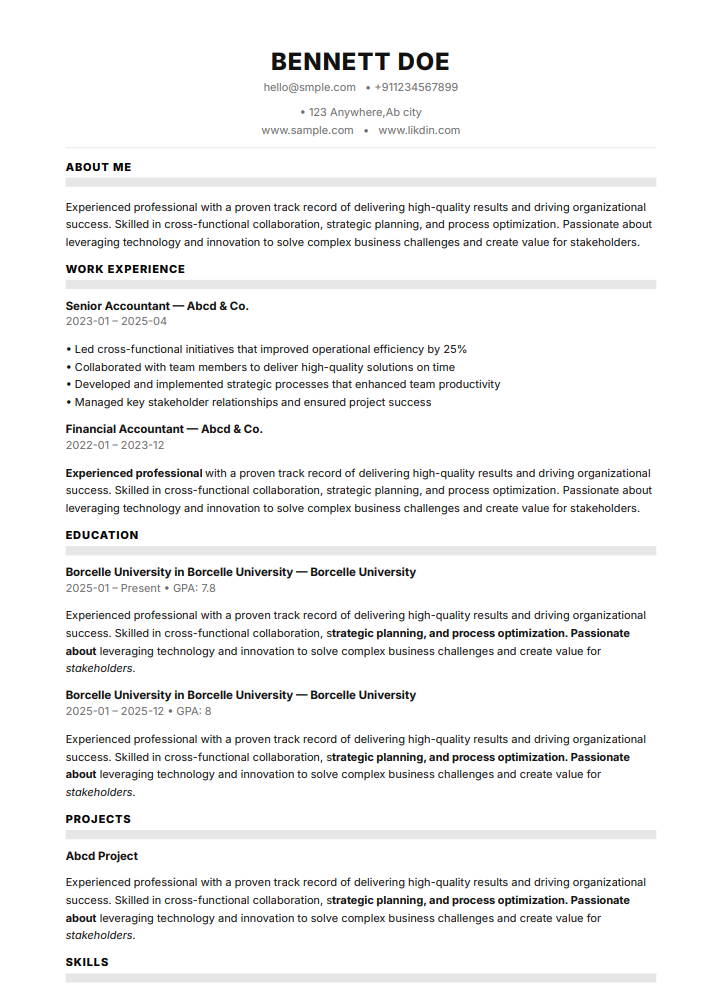 BENNETT DOE
hello@smple.com • +911234567899
• 123 Anywhere,Ab city
www.sample.com • www.likdin.com
ABOUT ME
Experienced professional with a proven track record of delivering high-quality results and driving organizational
success. Skilled in cross-functional collaboration, strategic planning, and process optimization. Passionate about
leveraging technology and innovation to solve complex business challenges and create value for stakeholders.
WORK EXPERIENCE
Senior Accountant — Abcd & Co.
2023-01 – 2025-04
• Led cross-functional initiatives that improved operational efficiency by 25%
• Collaborated with team members to deliver high-quality solutions on time
• Developed and implemented strategic processes that enhanced team productivity
• Managed key stakeholder relationships and ensured project success
Financial Accountant — Abcd & Co.
2022-01 – 2023-12
Experienced professional with a proven track record of delivering high-quality results and driving organizational
success. Skilled in cross-functional collaboration, strategic planning, and process optimization. Passionate about
leveraging technology and innovation to solve complex business challenges and create value for stakeholders.
EDUCATION
Borcelle University in Borcelle University — Borcelle University
2025-01 – Present • GPA: 7.8
Experienced professional with a proven track record of delivering high-quality results and driving organizational
success. Skilled in cross-functional collaboration, strategic planning, and process optimization. Passionate
about leveraging technology and innovation to solve complex business challenges and create value for
stakeholders.
Borcelle University in Borcelle University — Borcelle University
2025-01 – 2025-12 • GPA: 8
Experienced professional with a proven track record of delivering high-quality results and driving organizational
success. Skilled in cross-functional collaboration, strategic planning, and process optimization. Passionate
about leveraging technology and innovation to solve complex business challenges and create value for
stakeholders.
PROJECTS
Abcd Project
Experienced professional with a proven track record of delivering high-quality results and driving organizational
success. Skilled in cross-functional collaboration, strategic planning, and process optimization. Passionate
about leveraging technology and innovation to solve complex business challenges and create value for
stakeholders.
SKILLS